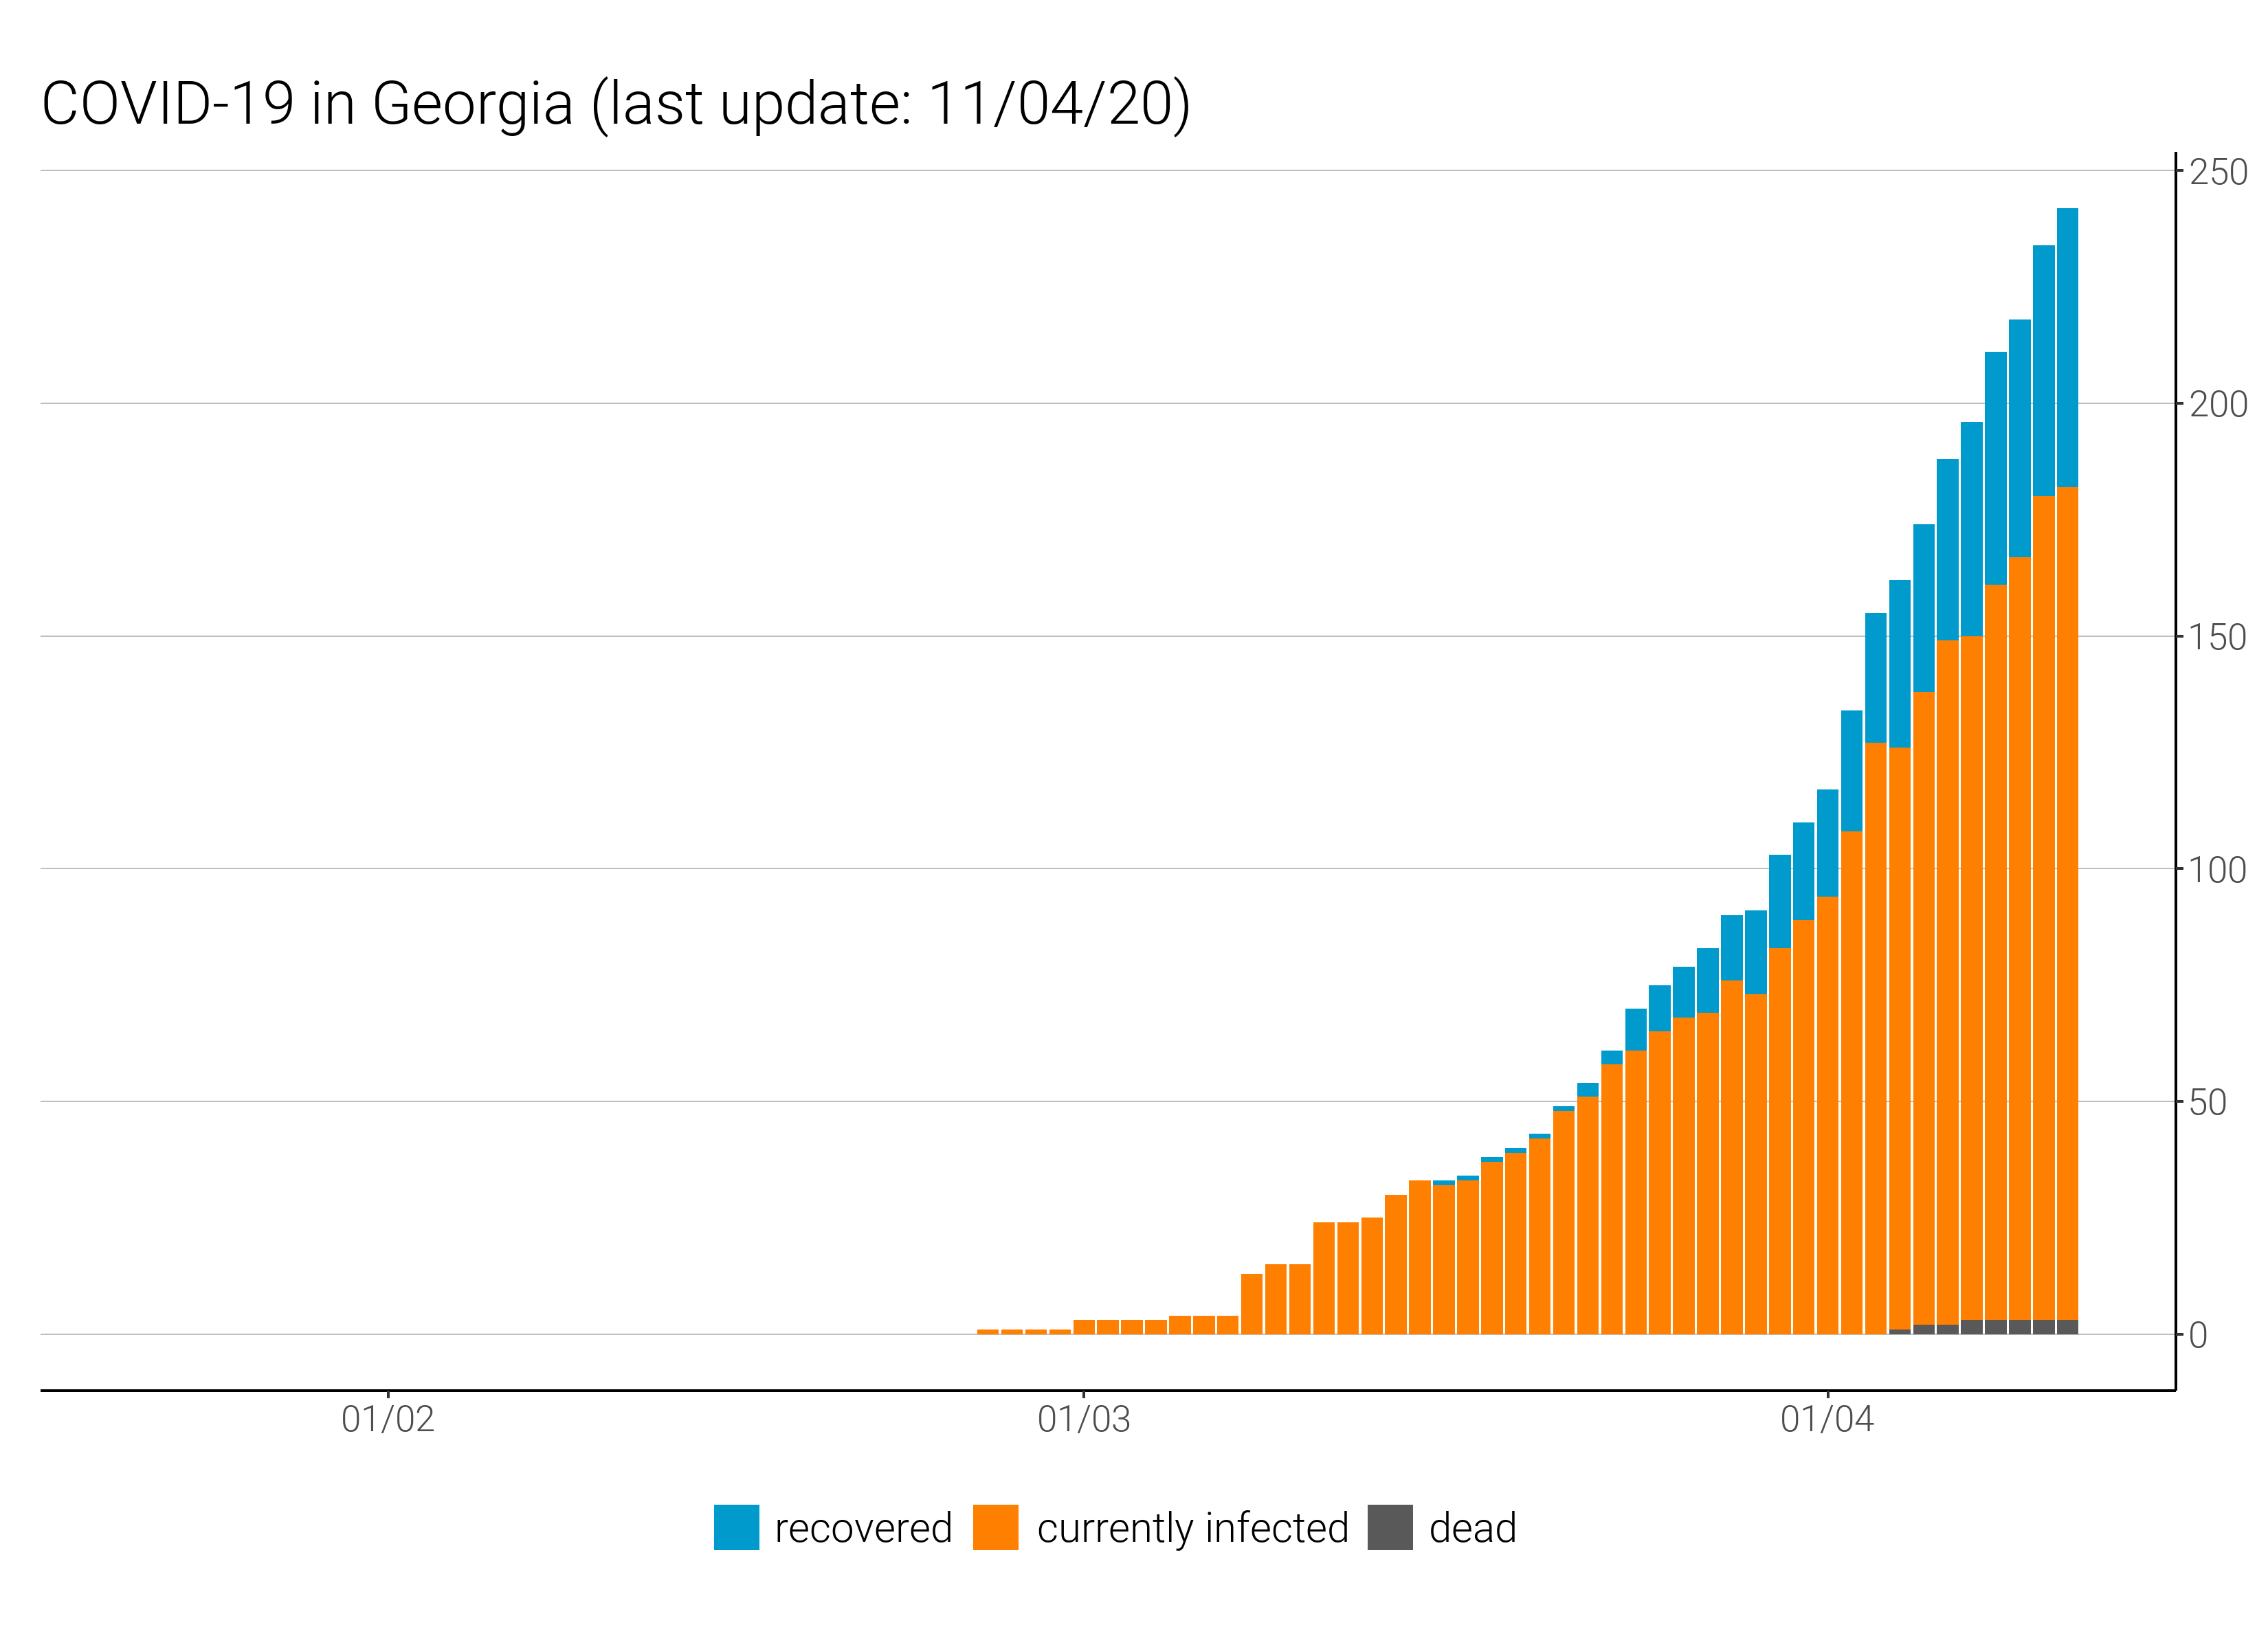 COVID-19 in Georgia (last update: 11/04/20)
250
200
150
100
50
0
01/02 01/03 01/04
recovered currently infected dead